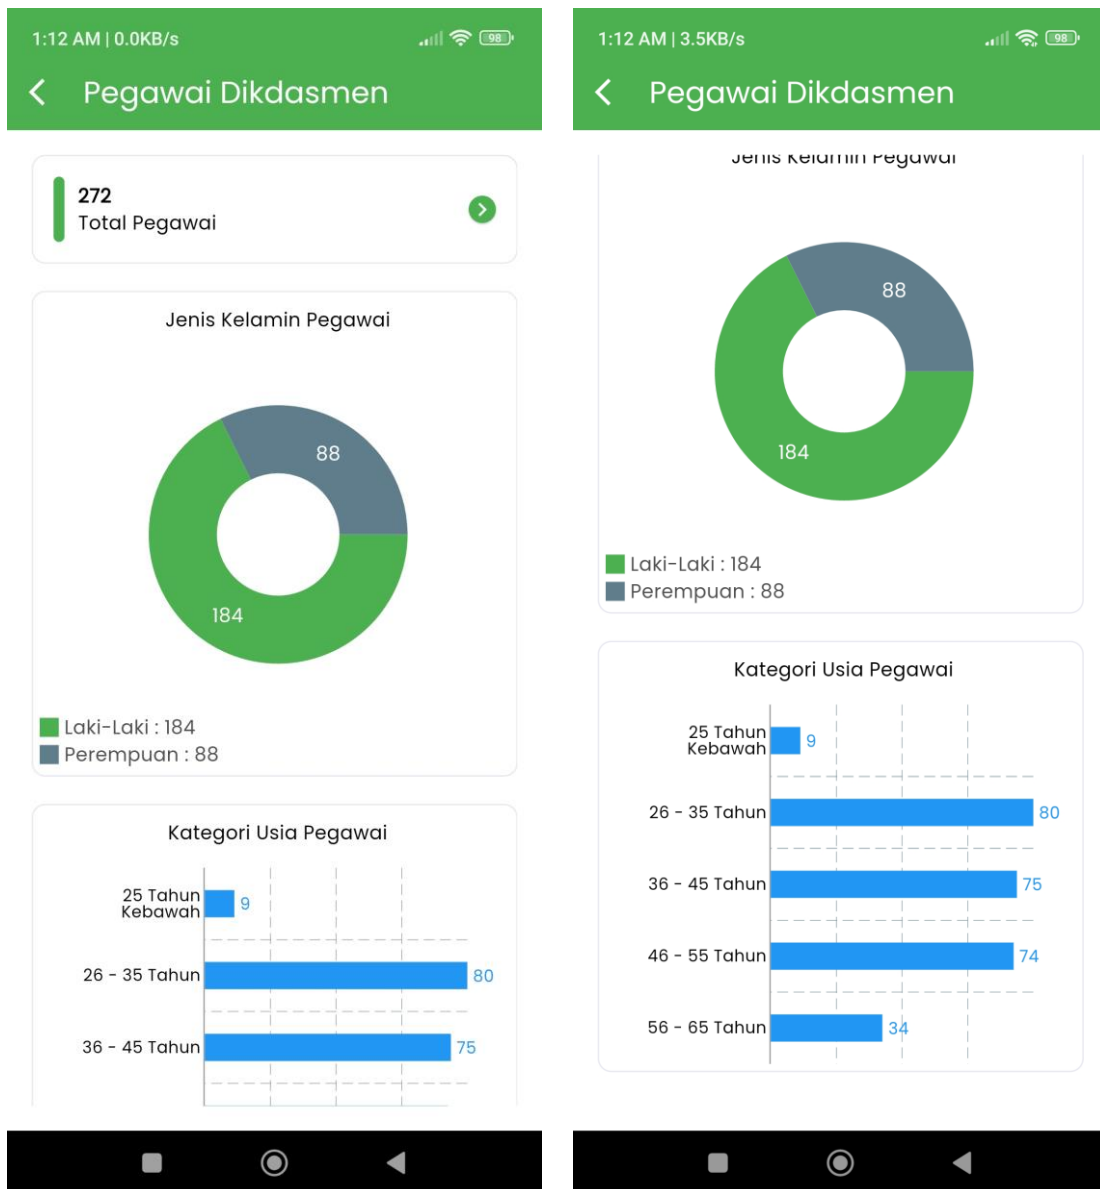 1:12 AM | 0.0KB/s
98
Pegawai Dikdasmen
272
Total Pegawai
Jenis Kelamin Pegawai
88
184
Laki-Laki : 184
Perempuan : 88
Kategori Usia Pegawai
25 Tahun
Kebawah
9
26 - 35 Tahun
80
36 - 45 Tahun
75
1:12 AM | 3.5KB/s
98
Pegawai Dikdasmen
Jenis Kelamin Pegawai
88
184
Laki-Laki : 184
Perempuan : 88
Kategori Usia Pegawai
25 Tahun
Kebawah
9
26 - 35 Tahun
80
36 - 45 Tahun
75
46 - 55 Tahun
74
56 - 65 Tahun
34